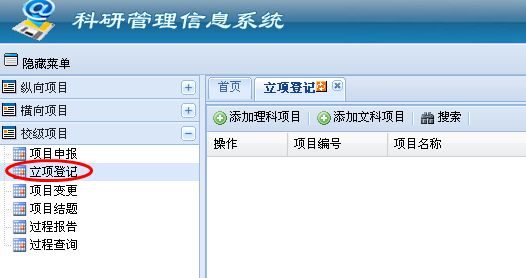 科研管理信息系统
隐藏菜单
纵向项目
横向项目
校级项目
项目申报
立项登记
项目变更
项目结题
过程报告
过程查询
首页 立项登记
添加理科项目 添加文科项目 搜索
操作 项目编号 项目名称